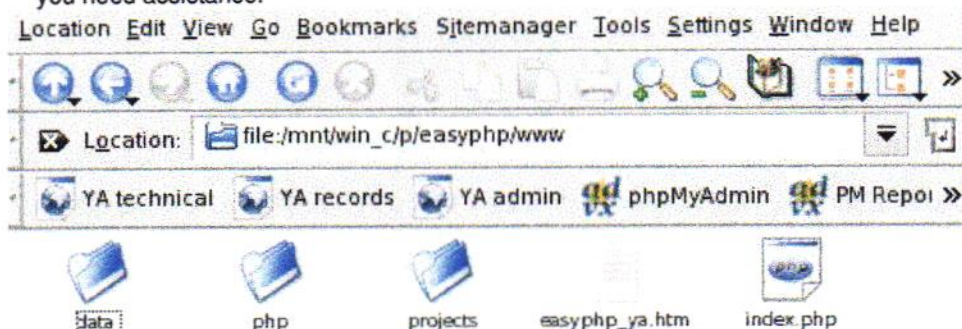 you need assistance.
Location Edit View Go Bookmarks Sitemanager Tools Settings Window Help
»
Location: file:/mnt/win_c/p/easyphp/www
YA technical YA records YA admin phpMyAdmin PM Repor »
data php projects easyphp_ya.htm index.php
php